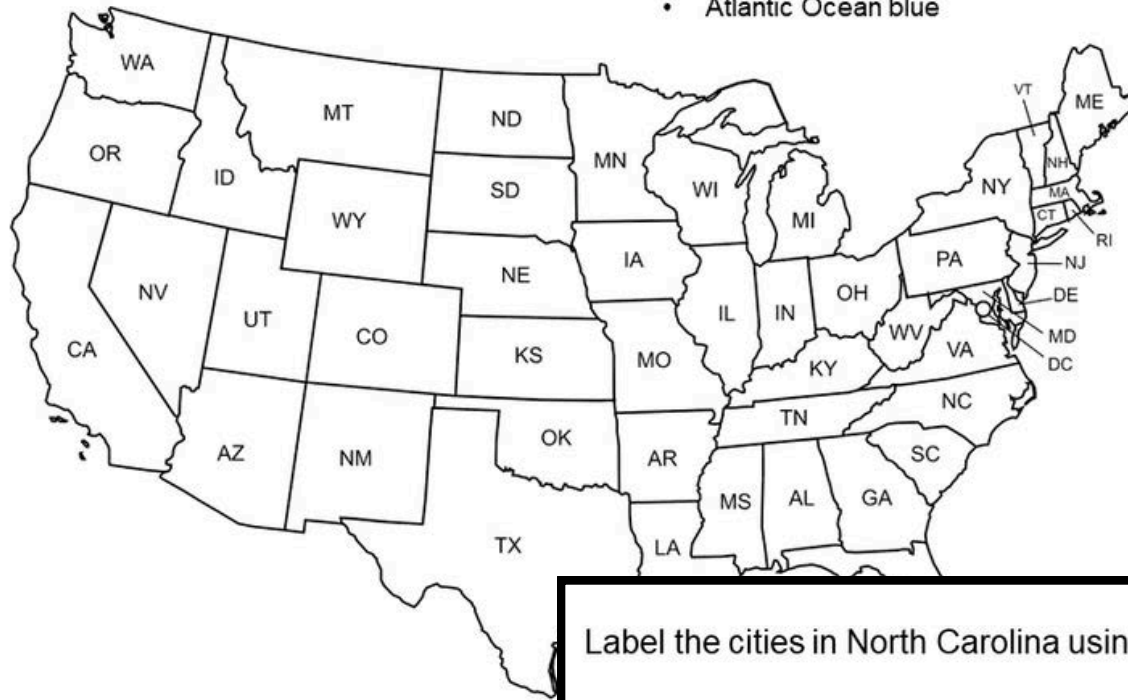 • Atlantic Ocean blue
WA
MT
ND
MN
VT
ME
OR
ID
SD
WI
NH
NY
WY
MI
MA
CT
RI
NV
NE
IA
PA
NJ
UT
CO
IL
IN
OH
DE
CA
KS
MO
WV
VA
MD
KY
DC
NC
TN
AZ
NM
OK
AR
SC
MS
AL
GA
TX
LA
Label the cities in North Carolina usin